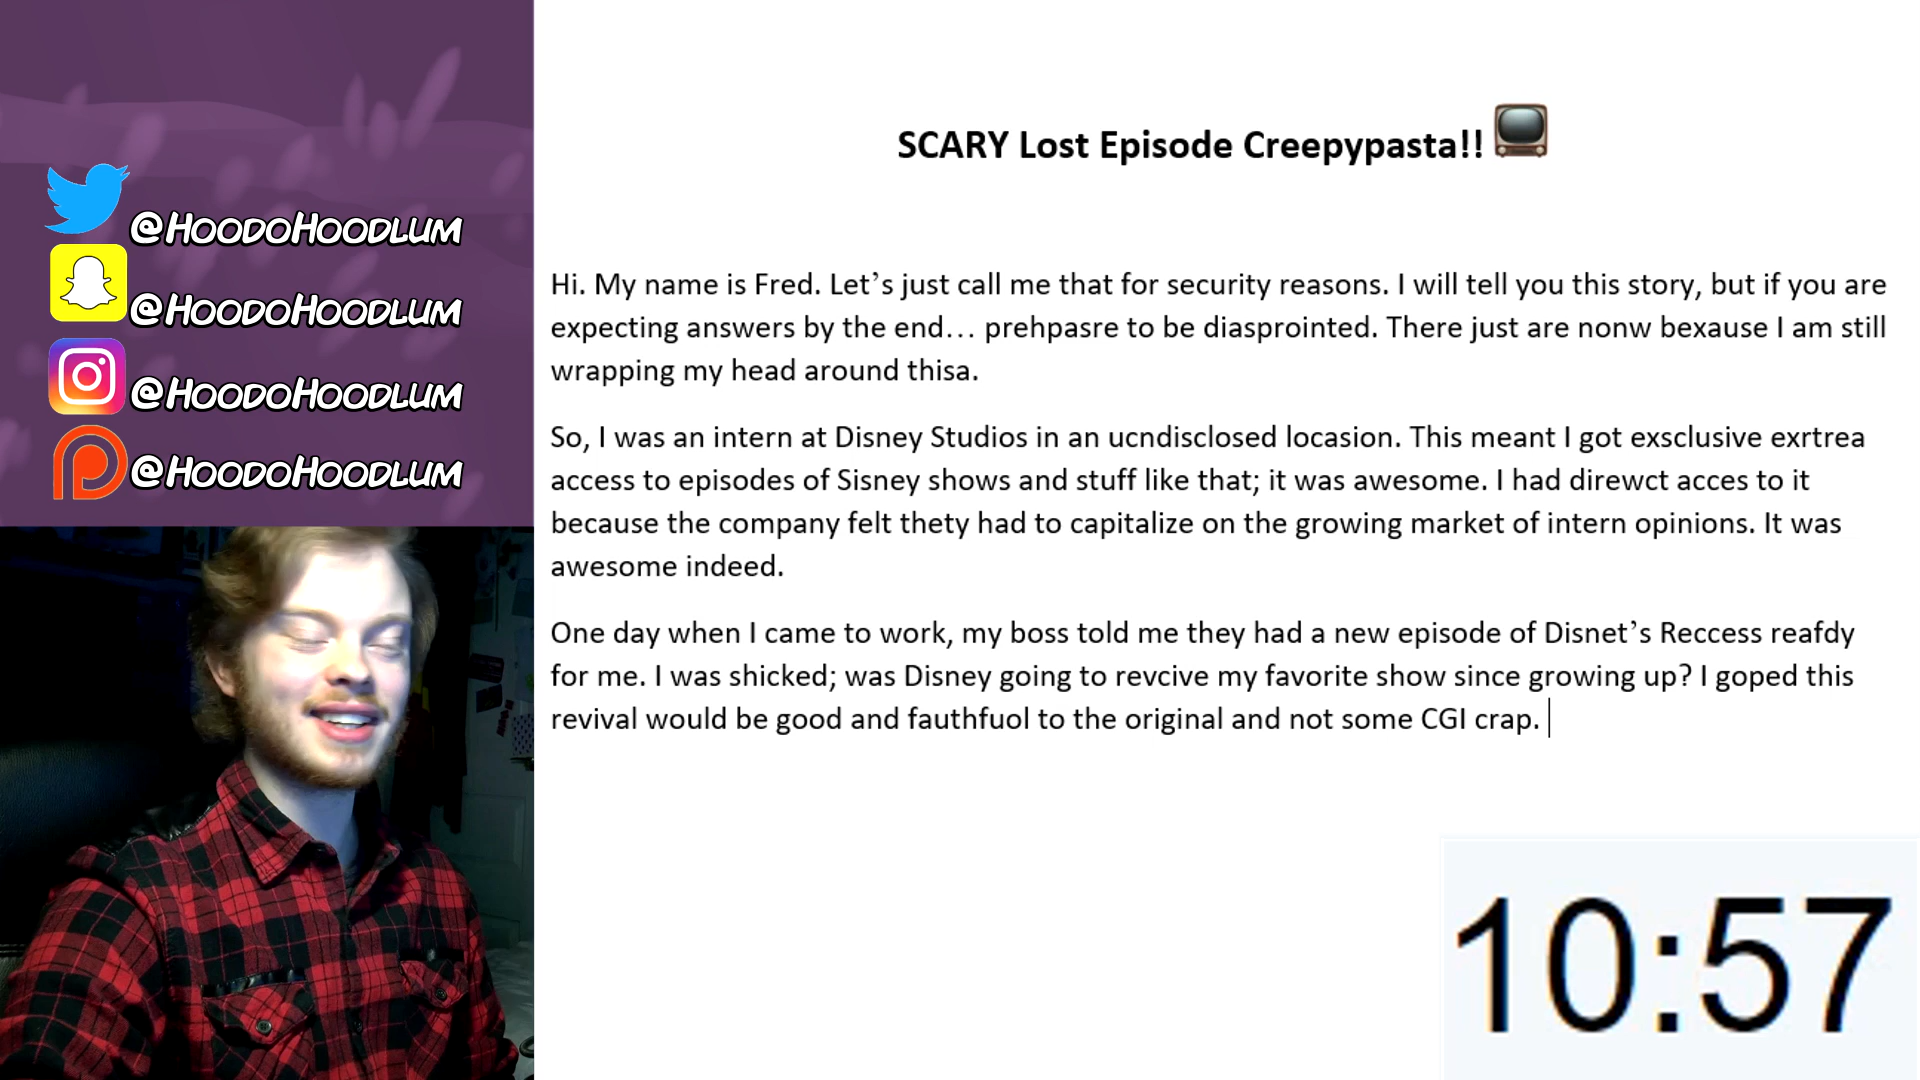 @HoodoHoodlum
@HoodoHoodlum
@HoodoHoodlum
@HoodoHoodlum
SCARY Lost Episode Creepypasta!!
Hi. My name is Fred. Let’s just call me that for security reasons. I will tell you this story, but if you are
expecting answers by the end… prehpasre to be diasprointed. There just are nonw bexause I am still
wrapping my head around thisa.
So, I was an intern at Disney Studios in an ucndisclosed locasion. This meant I got exsclusive exrtrea
access to episodes of Sisney shows and stuff like that; it was awesome. I had direwct acces to it
because the company felt thety had to capitalize on the growing market of intern opinions. It was
awesome indeed.
One day when I came to work, my boss told me they had a new episode of Disnet’s Reccess reafdy
for me. I was shicked; was Disney going to revcive my favorite show since growing up? I goped this
revival would be good and fauthfuol to the original and not some CGI crap.
10:57